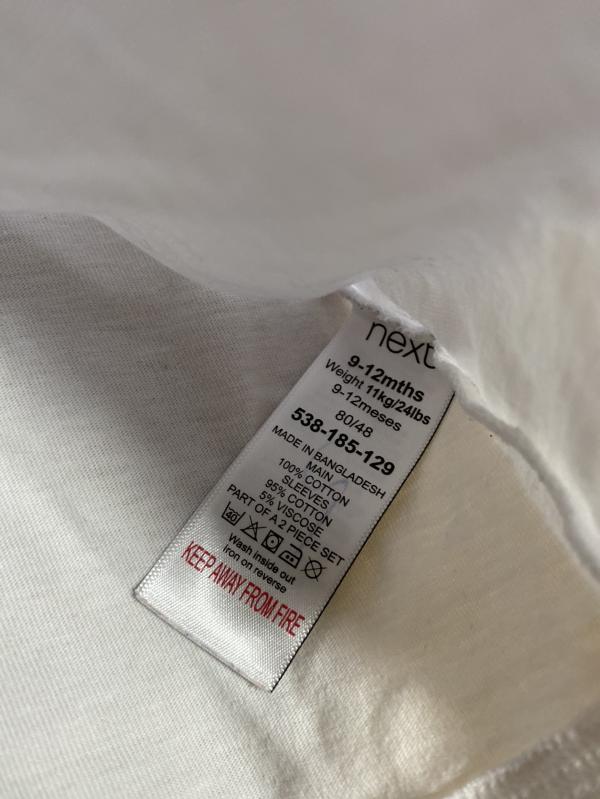 next
9-12mths
Weight 11kg/24lbs
9-12meses
80/48
538-185-129
MADE IN BANGLADESH
MAIN
100% COTTON
SLEEVES
95% COTTON
5% VISCOSE
PART OF A 2 PIECE SET
40
Wash inside out
iron on reverse
KEEP AWAY FROM FIRE